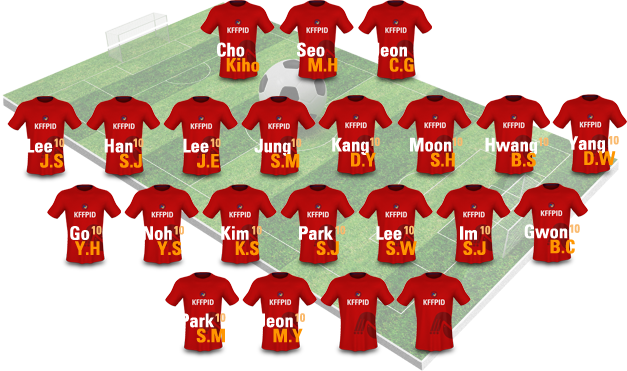 KFFPID KFFPID KFFPID
Cho Seo Jeon
Kiho M.H C.G
KFFPID KFFPID KFFPID KFFPID KFFPID KFFPID KFFPID KFFPID
Lee 10 Han 10 Lee 10 Jung 10 Kang 10 Moon 10 Hwang 10 Yang 10
J.S S.J J.E S.M D.Y S.H B.S D.W
KFFPID KFFPID KFFPID KFFPID KFFPID KFFPID KFFPID
Go 10 Noh 10 Kim 10 Park 10 Lee 10 Im 10 Gwon 10
Y.H Y.S K.S S.J S.W S.J B.C
KFFPID KFFPID KFFPID KFFPID
Park 10 Jeon
S.M M.Y